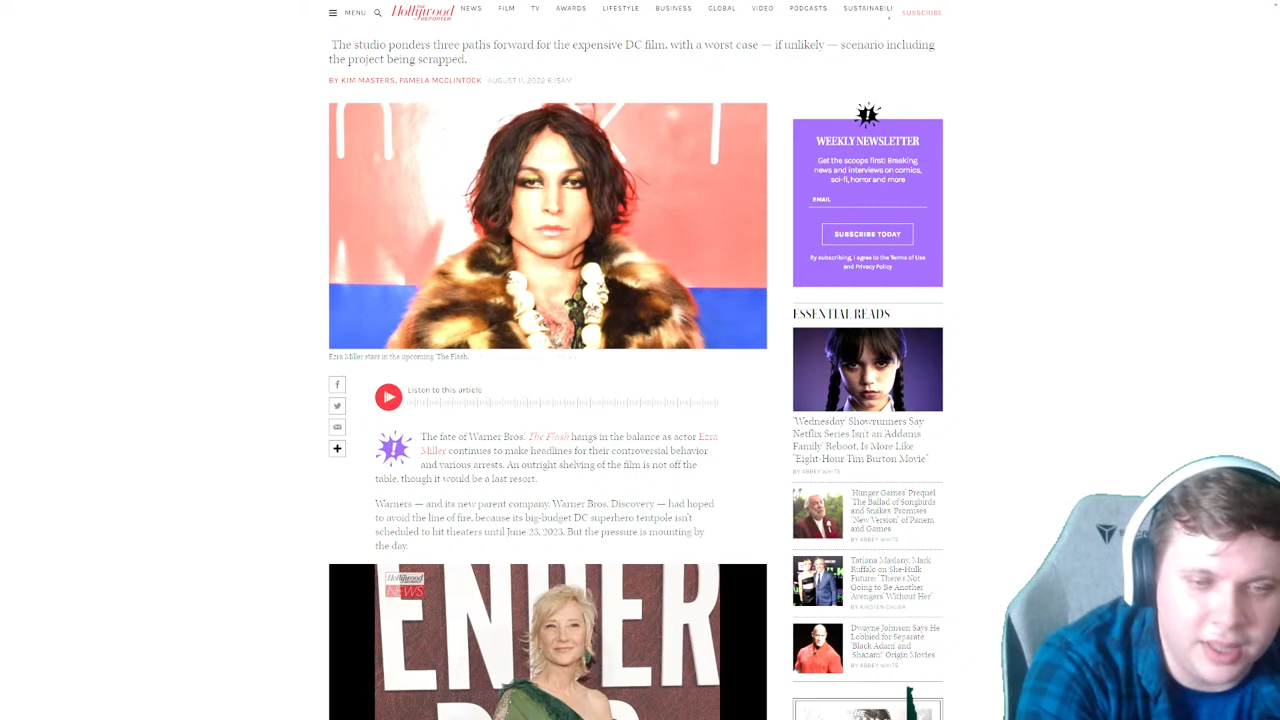 MENU
The Hollywood REPORTER
NEWS FILM TV AWARDS LIFESTYLE BUSINESS GLOBAL VIDEO PODCASTS
SUBSCRIBE
The studio ponders three paths forward for the expensive DC film, with a worst case — if unlikely — scenario including
the project being scrapped.
BY KIM MASTERS, PAMELA MCCLINTOCK AUGUST 11, 2022 6:15AM
Ezra Miller stars in the upcoming 'The Flash.'
Listen to this article
The fate of Warner Bros.' The Flash hangs in the balance as actor Ezra
Miller continues to make headlines for their controversial behavior
and various arrests. An outright shelving of the film is not off the
table, though it would be a last resort.
Warners — and its new parent company, Warner Bros. Discovery — had hoped
to avoid the line of fire, because its big-budget DC superhero tentpole isn't
scheduled to hit theaters until June 23, 2023. But the pressure is mounting by
the day.
Hollywood
REPORTER
NEWS
ENDER
WEEKLY NEWSLETTER
Get the scoops first! Breaking
news and interviews on comics,
sci-fi, horror and more
EMAIL
SUBSCRIBE TODAY
By subscribing, I agree to the Terms of Use
and Privacy Policy
ESSENTIAL READS
'Wednesday' Showrunners Say
Netflix Series Isn't an 'Addams
Family' Reboot, Is More Like
"Eight-Hour Tim Burton Movie"
BY ABBEY WHITE
'Hunger Games' Prequel
'The Ballad of Songbirds
and Snakes' Promises
"New Version" of Panem
and Games
BY ABBEY WHITE
Tatiana Maslany, Mark
Ruffalo on She-Hulk
Future: "There's Not
Going to Be Another
'Avengers' Without Her"
BY KIRSTEN CHUBA
Dwayne Johnson Says He
Lobbied for Separate
'Black Adam' and
'Shazam!' Origin Movies
BY ABBEY WHITE